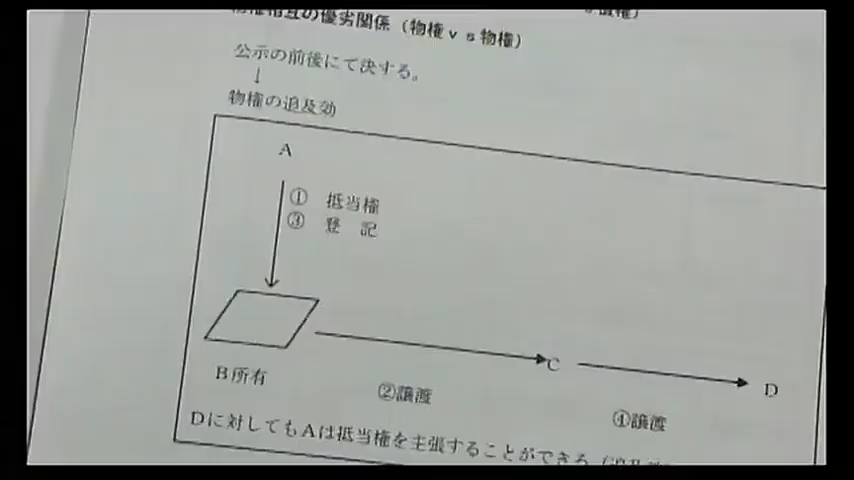 物権相互の優劣関係（物権ｖｓ物権）
公示の前後にて決する。
↓
物権の追及効
A
① 抵当権
③ 登 記
B所有
②譲渡
C
④譲渡
D
Dに対してもAは抵当権を主張することができる